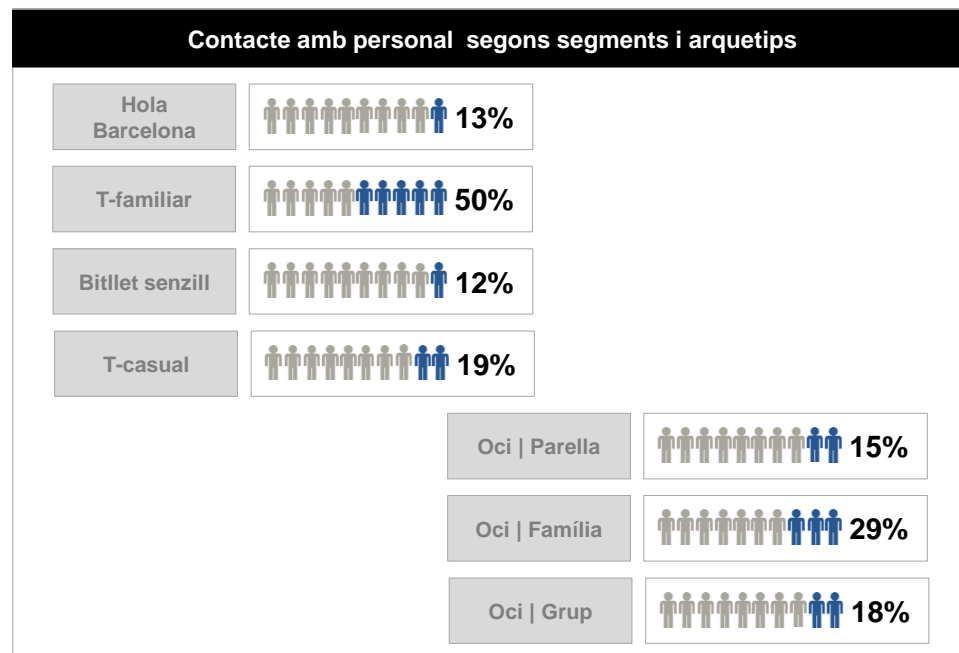 Contacte amb personal segons segments i arquetips
Hola
Barcelona
13%
T-familiar
50%
Bitllet senzill
12%
T-casual
19%
Oci | Parella
15%
Oci | Família
29%
Oci | Grup
18%